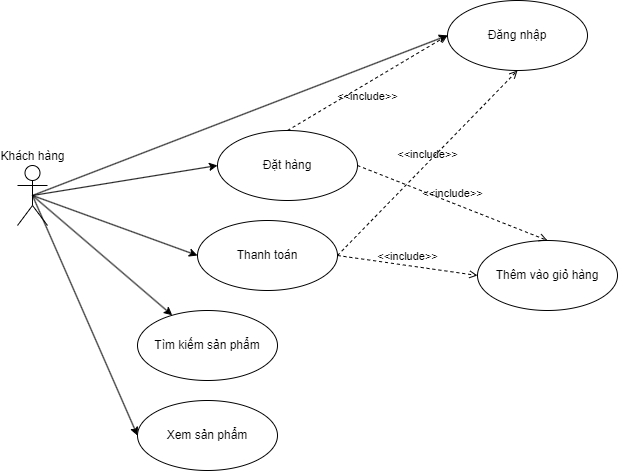 Đăng nhập
<<include>>
Khách hàng
Đặt hàng
<<include>>
<<include>>
Thanh toán
<<include>>
Thêm vào giỏ hàng
Tìm kiếm sản phẩm
Xem sản phẩm